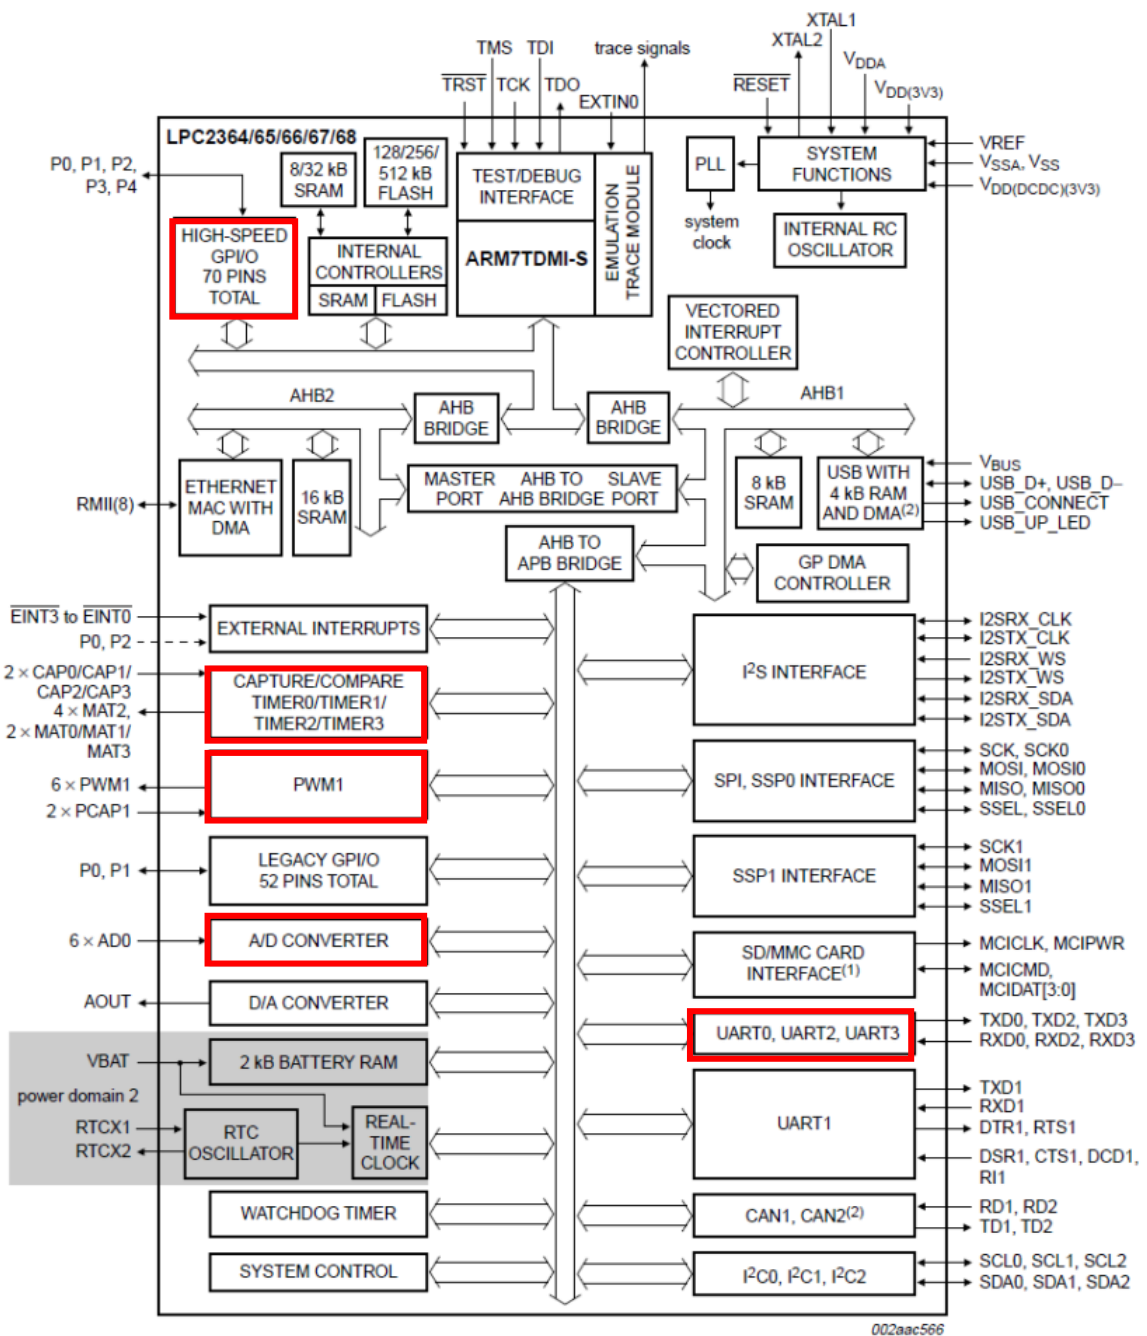 XTAL1
XTAL2
TMS TDI trace signals
VDDA
TRST TCK TDO
RESET VDD(3V3)
EXTIN0
LPC2364/65/66/67/68
P0, P1, P2,
P3, P4
8/32 kB
SRAM
128/256/
512 kB
FLASH
TEST/DEBUG
INTERFACE
EMULATION
TRACE MODULE
PLL
SYSTEM
FUNCTIONS
VREF
VSSA, VSS
VDD(DCDC)(3V3)
HIGH-SPEED
GPI/O
70 PINS
TOTAL
INTERNAL
CONTROLLERS
SRAM FLASH
ARM7TDMI-S
system
clock
INTERNAL RC
OSCILLATOR
VECTORED
INTERRUPT
CONTROLLER
AHB2
AHB
BRIDGE
AHB
BRIDGE
AHB1
ETHERNET
MAC WITH
DMA
16 kB
SRAM
MASTER
PORT
AHB TO
AHB BRIDGE
SLAVE
PORT
8 kB
SRAM
USB WITH
4 kB RAM
AND DMA(2)
VBUS
USB_D+, USB_D−
USB_CONNECT
USB_UP_LED
RMII(8)
AHB TO
APB BRIDGE
GP DMA
CONTROLLER
EINT3 to EINT0
P0, P2
EXTERNAL INTERRUPTS
I2S INTERFACE
I2SRX_CLK
I2STX_CLK
I2SRX_WS
I2STX_WS
I2SRX_SDA
I2STX_SDA
2 × CAP0/CAP1/
CAP2/CAP3
4 × MAT2,
2 × MAT0/MAT1/
MAT3
CAPTURE/COMPARE
TIMER0/TIMER1/
TIMER2/TIMER3
6 × PWM1
2 × PCAP1
PWM1
SPI, SSP0 INTERFACE
SCK, SCK0
MOSI, MOSI0
MISO, MISO0
SSEL, SSEL0
P0, P1
LEGACY GPI/O
52 PINS TOTAL
SSP1 INTERFACE
SCK1
MOSI1
MISO1
SSEL1
6 × AD0
A/D CONVERTER
SD/MMC CARD
INTERFACE(1)
MCICLK, MCIPWR
MCICMD,
MCIDAT[3:0]
AOUT
D/A CONVERTER
UART0, UART2, UART3
TXD0, TXD2, TXD3
RXD0, RXD2, RXD3
VBAT
2 kB BATTERY RAM
power domain 2
RTCX1
RTCX2
RTC
OSCILLATOR
REAL-
TIME
CLOCK
UART1
TXD1
RXD1
DTR1, RTS1
DSR1, CTS1, DCD1,
RI1
WATCHDOG TIMER
CAN1, CAN2(2)
RD1, RD2
TD1, TD2
SYSTEM CONTROL
I2C0, I2C1, I2C2
SCL0, SCL1, SCL2
SDA0, SDA1, SDA2
002aac566